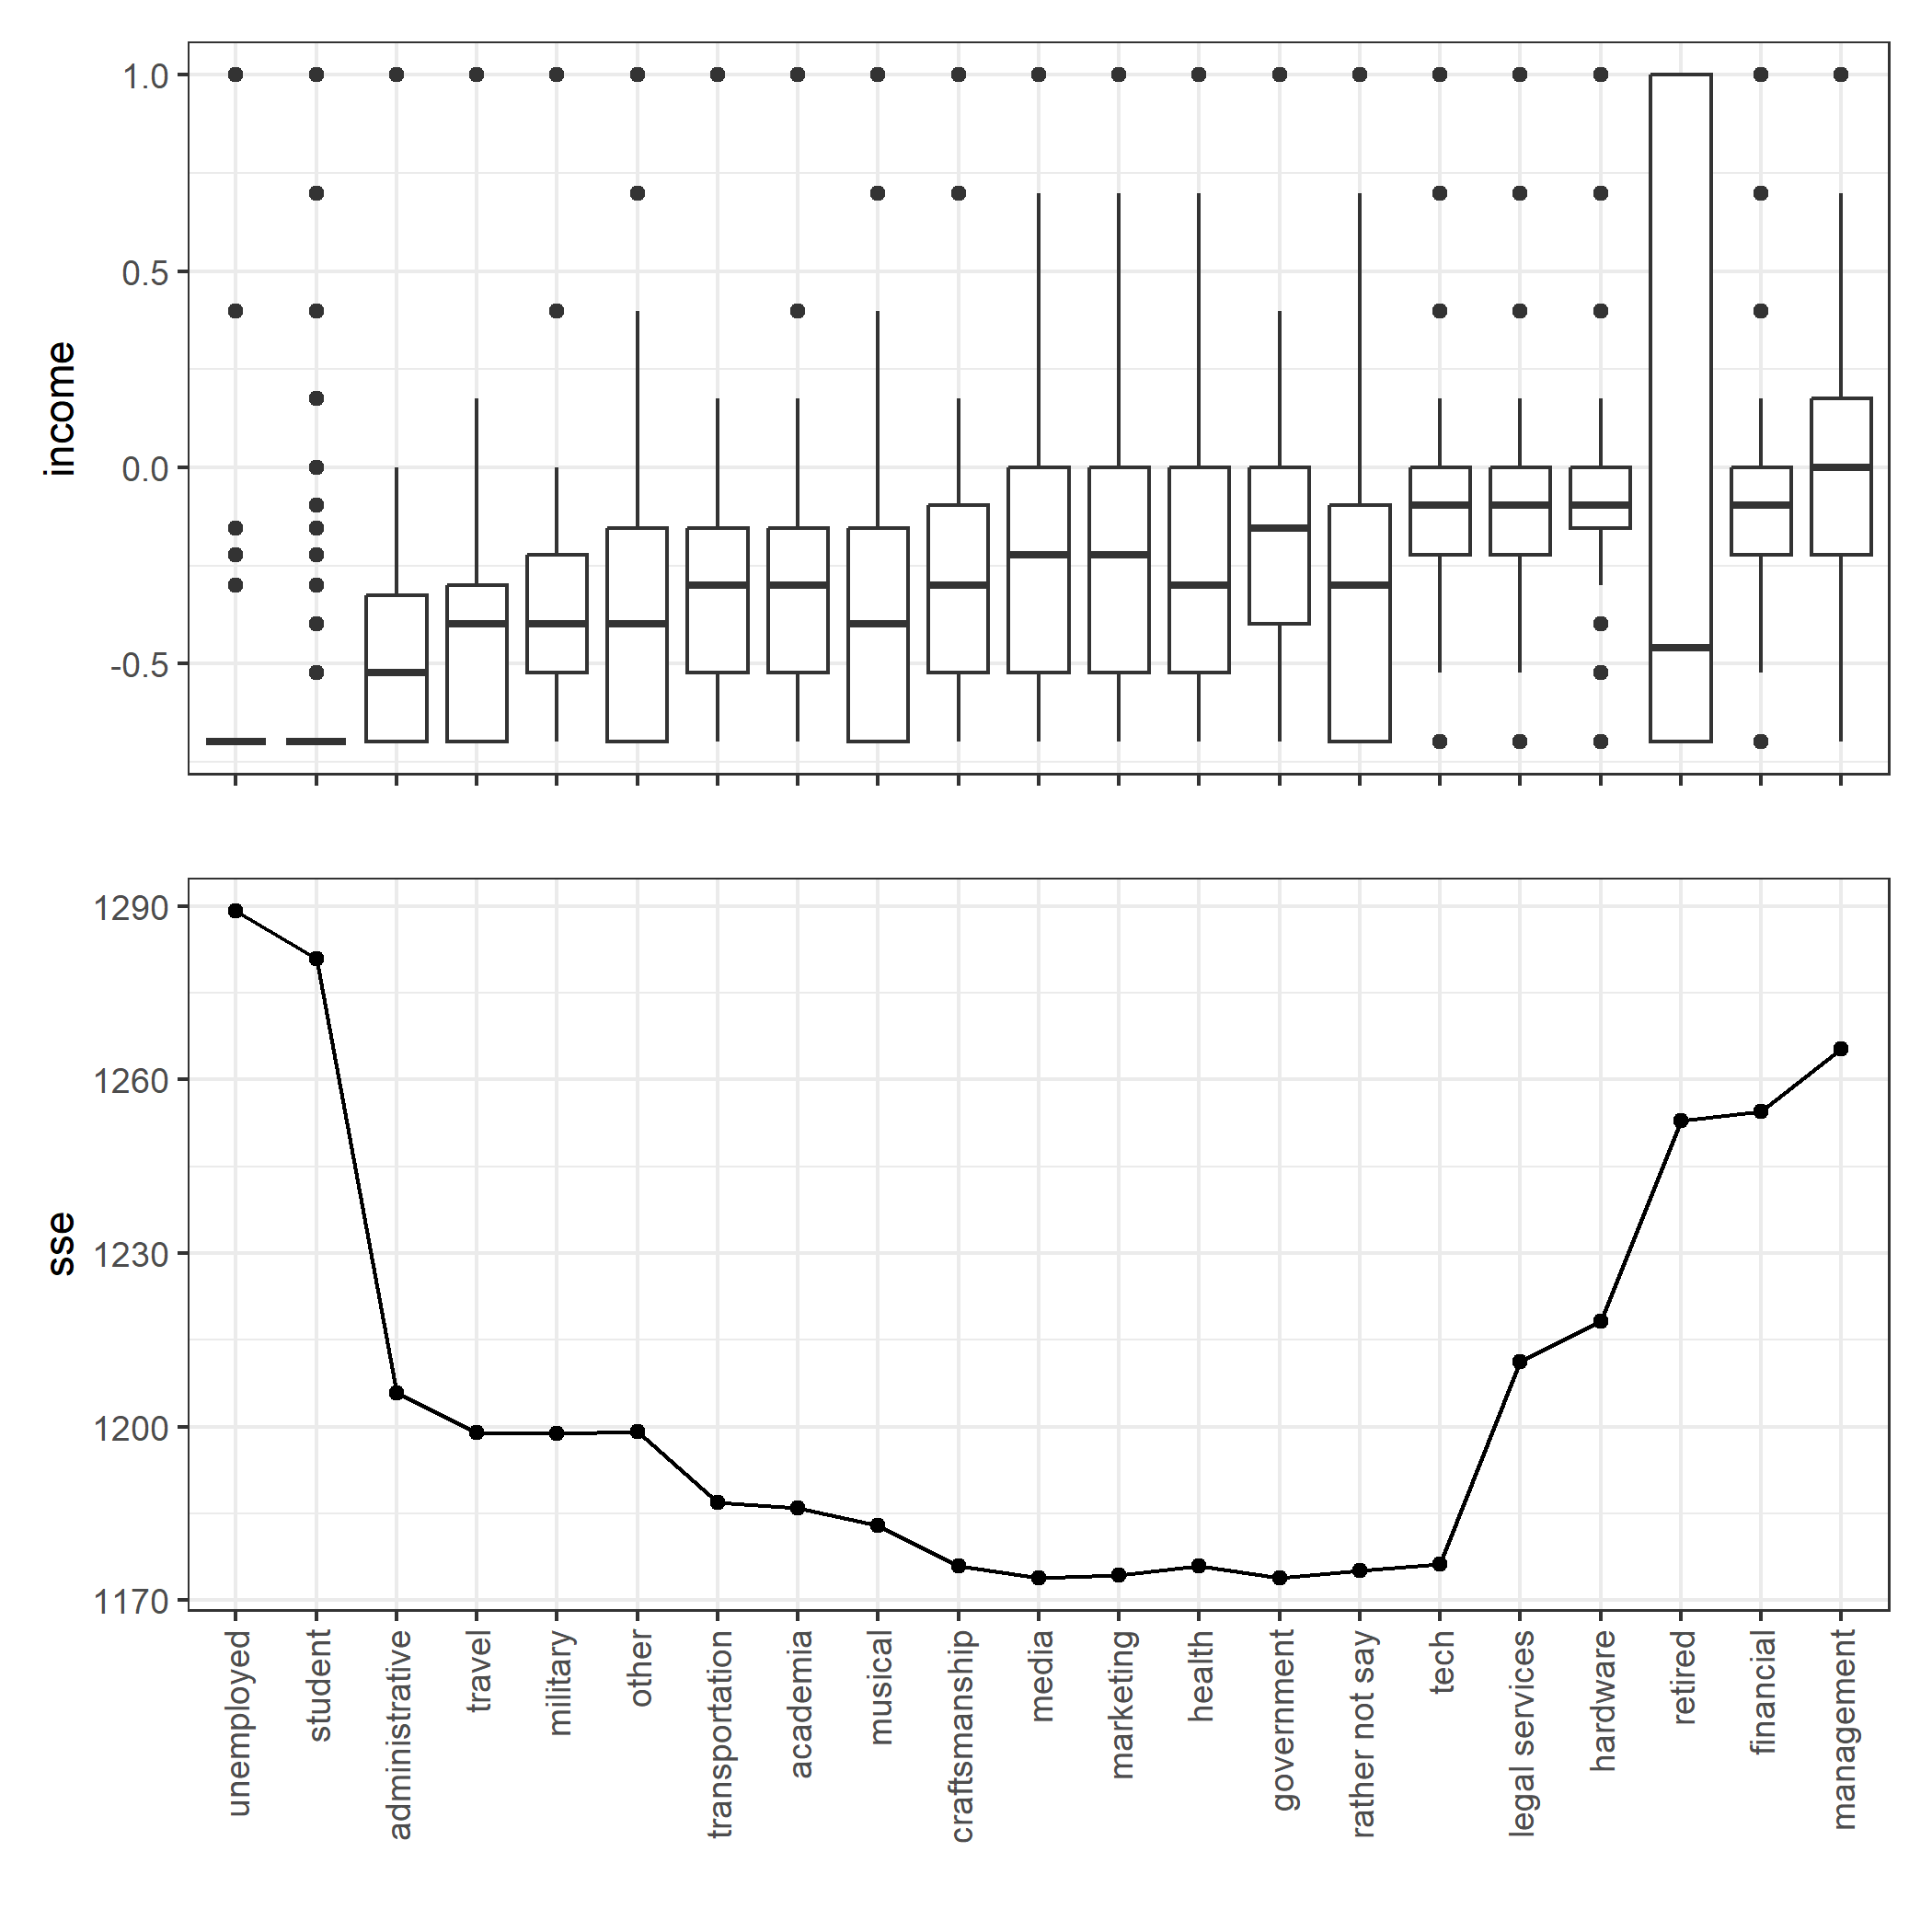 income
1.0
0.5
0.0
-0.5
sse
1290
1260
1230
1200
1170
unemployed
student
administrative
travel
military
other
transportation
academia
musical
craftsmanship
media
marketing
health
government
rather not say
tech
legal services
hardware
retired
financial
management